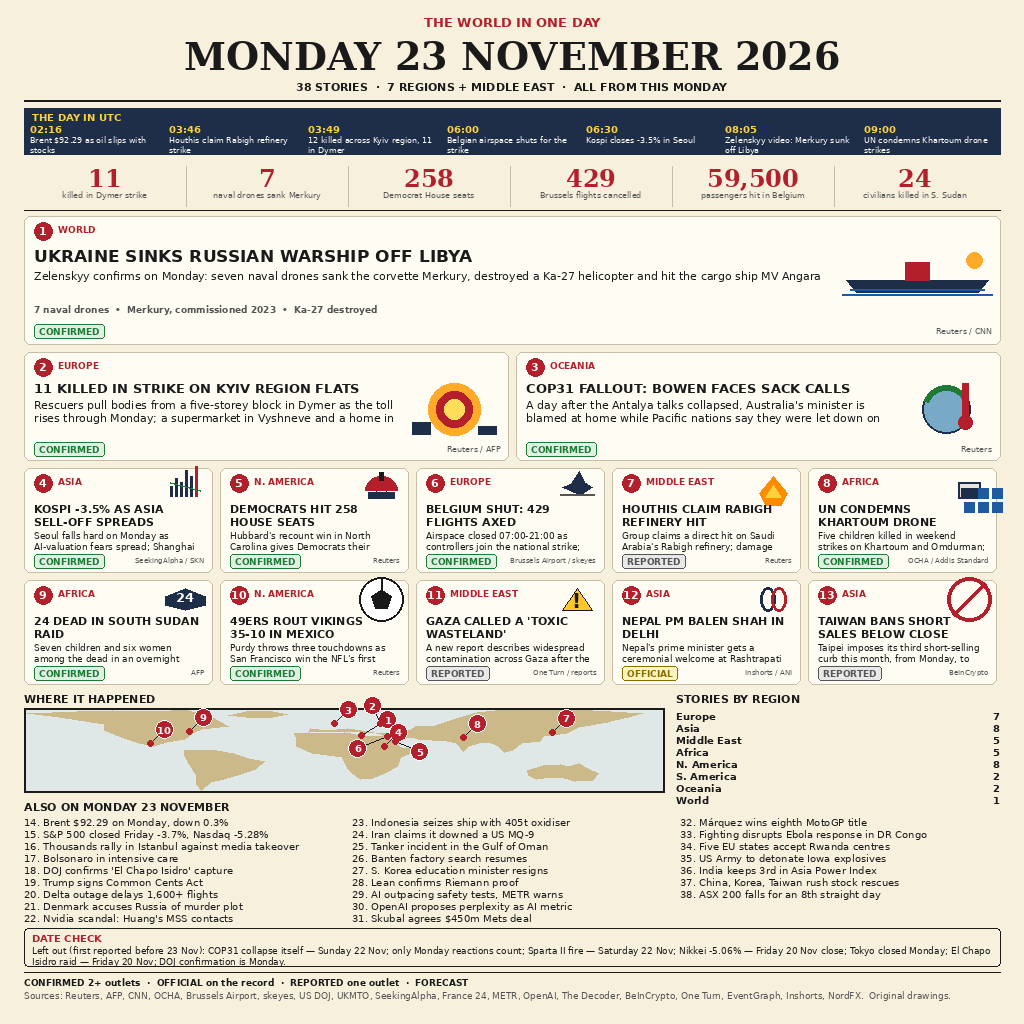 THE WORLD IN ONE DAY
MONDAY 23 NOVEMBER 2026
38 STORIES · 7 REGIONS + MIDDLE EAST · ALL FROM THIS MONDAY
THE DAY IN UTC
02:16
Brent $92.29 as oil slips with
stocks
03:46
Houthis claim Rabigh refinery
strike
03:49
12 killed across Kyiv region, 11
in Dymer
06:00
Belgian airspace shuts for the
strike
06:30
Kospi closes -3.5% in Seoul
08:05
Zelenskyy video: Merkury sunk
off Libya
09:00
UN condemns Khartoum drone
strikes
11
killed in Dymer strike
7
naval drones sank Merkury
258
Democrat House seats
429
Brussels flights cancelled
59,500
passengers hit in Belgium
24
civilians killed in S. Sudan
1 WORLD
UKRAINE SINKS RUSSIAN WARSHIP OFF LIBYA
Zelenskyy confirms on Monday: seven naval drones sank the corvette Merkury, destroyed a Ka-27 helicopter and hit the cargo ship MV Angara
7 naval drones • Merkury, commissioned 2023 • Ka-27 destroyed
CONFIRMED
Reuters / CNN
2 EUROPE
11 KILLED IN STRIKE ON KYIV REGION FLATS
Rescuers pull bodies from a five-storey block in Dymer as the toll
rises through Monday; a supermarket in Vyshneve and a home in
CONFIRMED
Reuters / AFP
3 OCEANIA
COP31 FALLOUT: BOWEN FACES SACK CALLS
A day after the Antalya talks collapsed, Australia's minister is
blamed at home while Pacific nations say they were let down on
CONFIRMED
Reuters
4 ASIA
KOSPI -3.5% AS ASIA
SELL-OFF SPREADS
Seoul falls hard on Monday as
AI-valuation fears spread; Shanghai
CONFIRMED
SeekingAlpha / SKN
5 N. AMERICA
DEMOCRATS HIT 258
HOUSE SEATS
Hubbard's recount win in North
Carolina gives Democrats their
CONFIRMED
Reuters
6 EUROPE
BELGIUM SHUT: 429
FLIGHTS AXED
Airspace closed 07:00-21:00 as
controllers join the national strike;
CONFIRMED
Brussels Airport / skeyes
7 MIDDLE EAST
HOUTHIS CLAIM RABIGH
REFINERY HIT
Group claims a direct hit on Saudi
Arabia's Rabigh refinery; damage
REPORTED
Reuters
8 AFRICA
UN CONDEMNS
KHARTOUM DRONE
Five children killed in weekend
strikes on Khartoum and Omdurman;
CONFIRMED
OCHA / Addis Standard
9 AFRICA
24
24 DEAD IN SOUTH SUDAN
RAID
Seven children and six women
among the dead in an overnight
CONFIRMED
AFP
10 N. AMERICA
49ERS ROUT VIKINGS
35-10 IN MEXICO
Purdy throws three touchdowns as
San Francisco win the NFL's first
CONFIRMED
Reuters
11 MIDDLE EAST
!
GAZA CALLED A 'TOXIC
WASTELAND'
A new report describes widespread
contamination across Gaza after the
REPORTED
One Turn / reports
12 ASIA
NEPAL PM BALEN SHAH IN
DELHI
Nepal's prime minister gets a
ceremonial welcome at Rashtrapati
OFFICIAL
Inshorts / ANI
13 ASIA
TAIWAN BANS SHORT
SALES BELOW CLOSE
Taipei imposes its third short-selling
curb this month, from Monday, to
REPORTED
BeInCrypto
WHERE IT HAPPENED
10
9
3
2
1
4
6
5
8
7
STORIES BY REGION
Europe 7
Asia 8
Middle East 5
Africa 5
N. America 8
S. America 2
Oceania 2
World 1
ALSO ON MONDAY 23 NOVEMBER
14. Brent $92.29 on Monday, down 0.3%
15. S&P 500 closed Friday -3.7%, Nasdaq -5.28%
16. Thousands rally in Istanbul against media takeover
17. Bolsonaro in intensive care
18. DOJ confirms 'El Chapo Isidro' capture
19. Trump signs Common Cents Act
20. Delta outage delays 1,600+ flights
21. Denmark accuses Russia of murder plot
22. Nvidia scandal: Huang's MSS contacts
23. Indonesia seizes ship with 405t oxidiser
24. Iran claims it downed a US MQ-9
25. Tanker incident in the Gulf of Oman
26. Banten factory search resumes
27. S. Korea education minister resigns
28. Lean confirms Riemann proof
29. AI outpacing safety tests, METR warns
30. OpenAI proposes perplexity as AI metric
31. Skubal agrees $450m Mets deal
32. Márquez wins eighth MotoGP title
33. Fighting disrupts Ebola response in DR Congo
34. Five EU states accept Rwanda centres
35. US Army to detonate Iowa explosives
36. India keeps 3rd in Asia Power Index
37. China, Korea, Taiwan rush stock rescues
38. ASX 200 falls for an 8th straight day
DATE CHECK
Left out (first reported before 23 Nov): COP31 collapse itself — Sunday 22 Nov; only Monday reactions count; Sparta II fire — Saturday 22 Nov; Nikkei -5.06% — Friday 20 Nov close; Tokyo closed Monday; El Chapo
Isidro raid — Friday 20 Nov; DOJ confirmation is Monday.
CONFIRMED 2+ outlets · OFFICIAL on the record · REPORTED one outlet · FORECAST
Sources: Reuters, AFP, CNN, OCHA, Brussels Airport, skeyes, US DOJ, UKMTO, SeekingAlpha, France 24, METR, OpenAI, The Decoder, BeInCrypto, One Turn, EventGraph, Inshorts, NordFX. Original drawings.